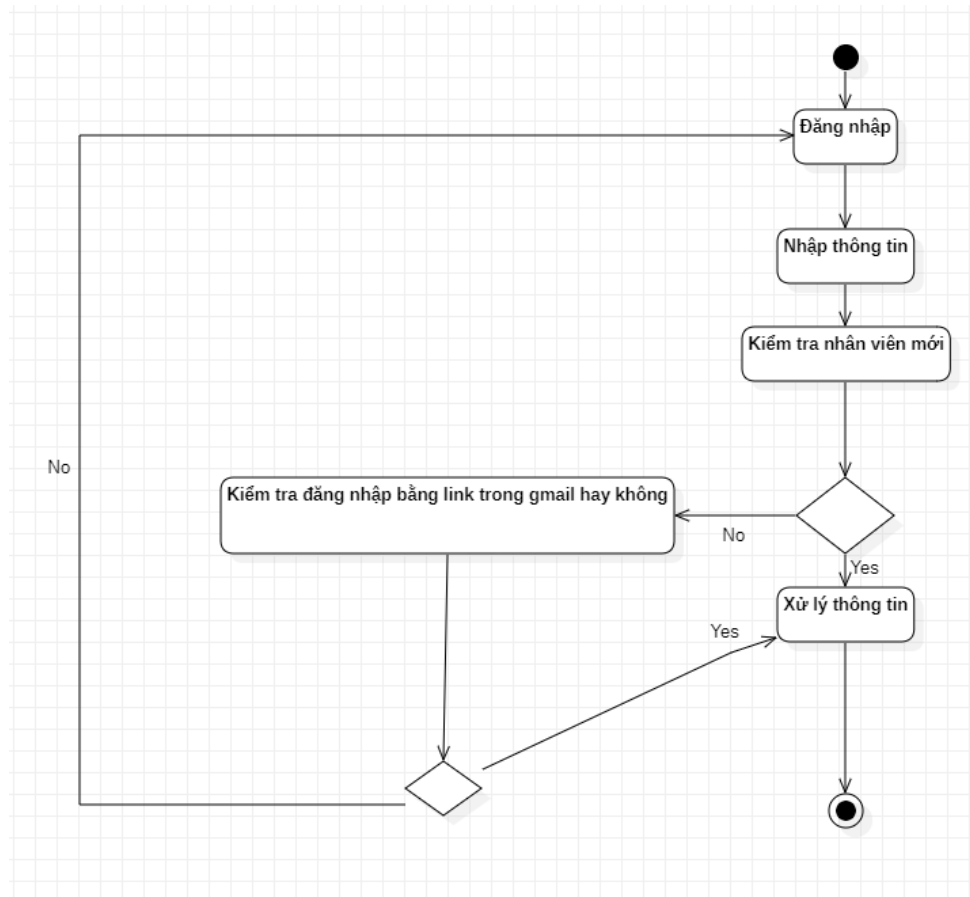 Đăng nhập
Nhập thông tin
Kiểm tra nhân viên mới
No
Kiểm tra đăng nhập bằng link trong gmail hay không
No
Yes
Xử lý thông tin
Yes